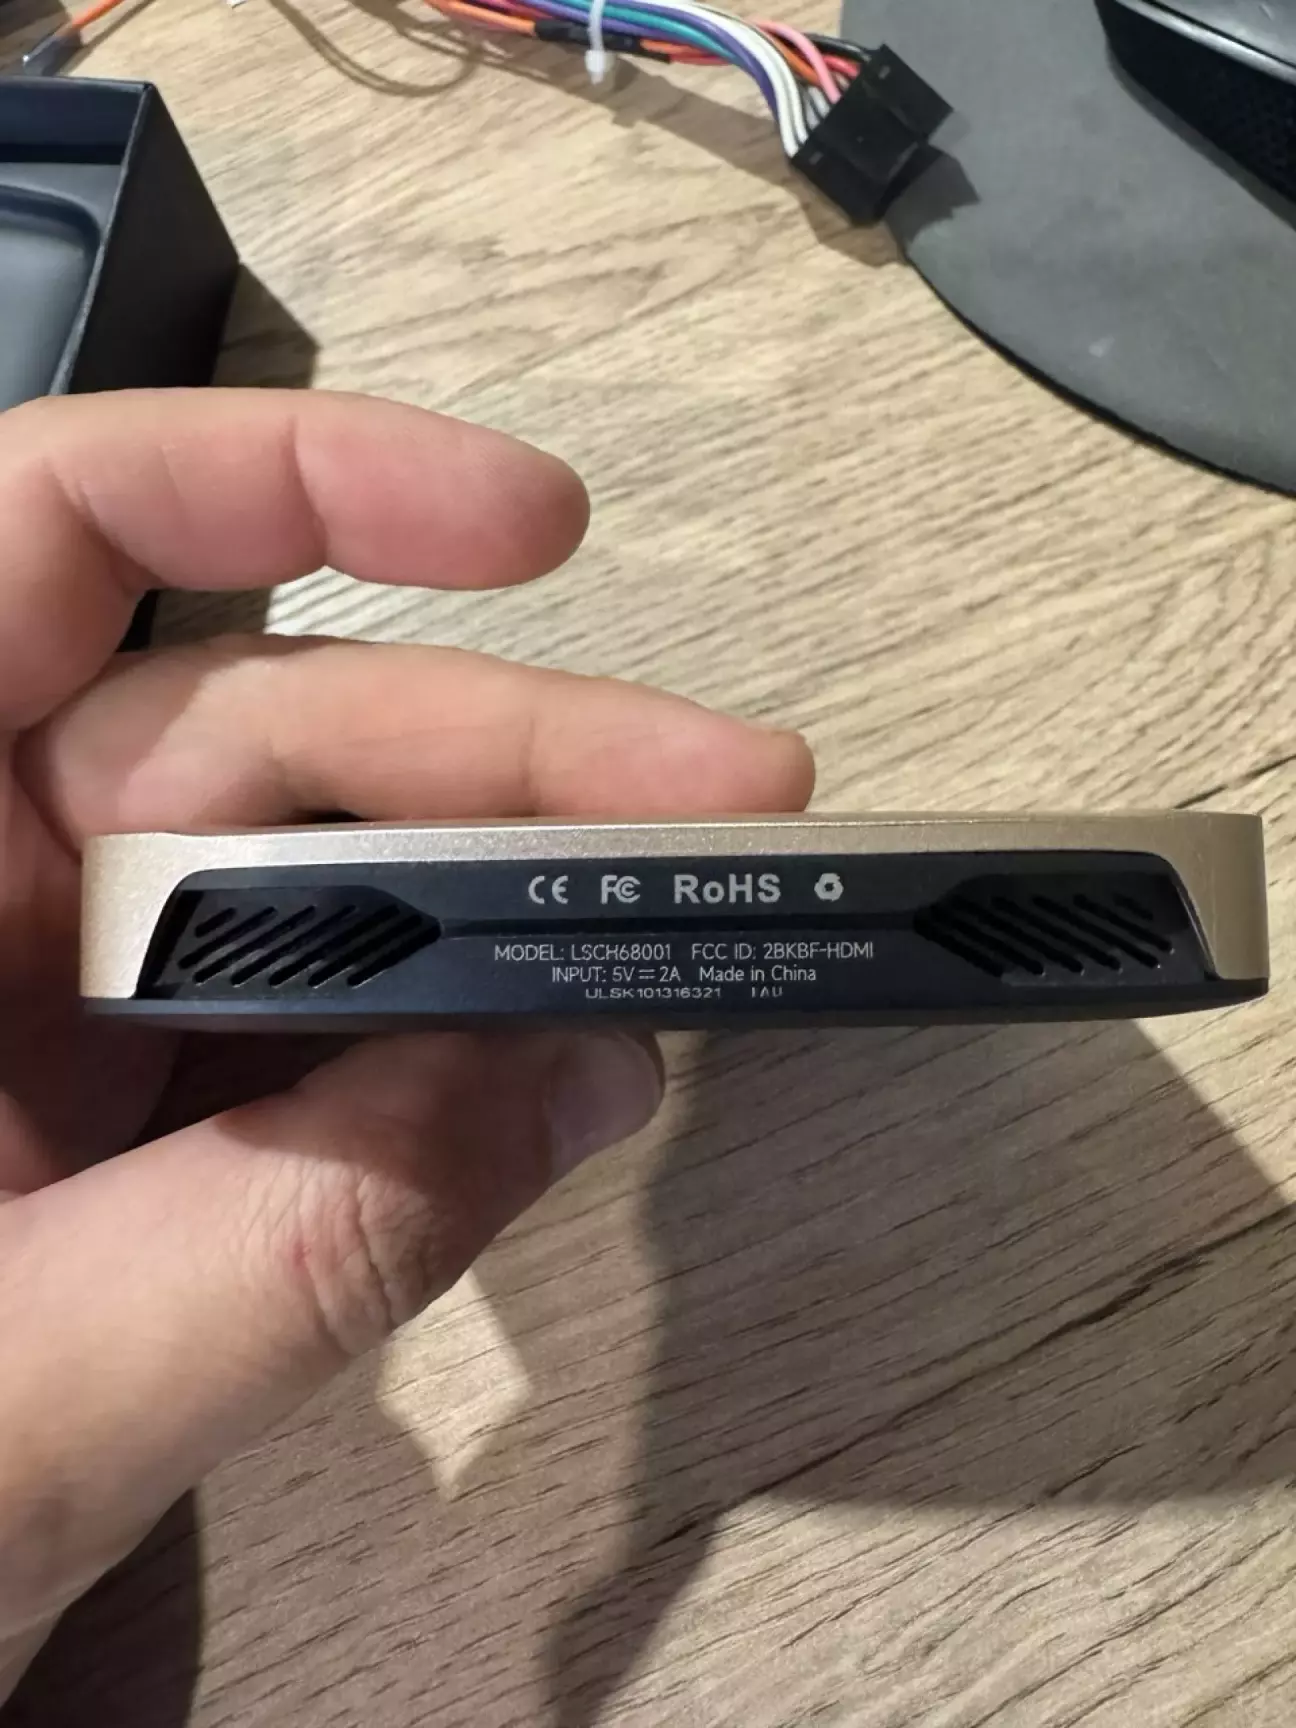 CE FC RoHS
MODEL: LSCH68001 FCC ID: 2BKBF-HDMI
INPUT: 5V⎓2A Made in China
ULSK101316321